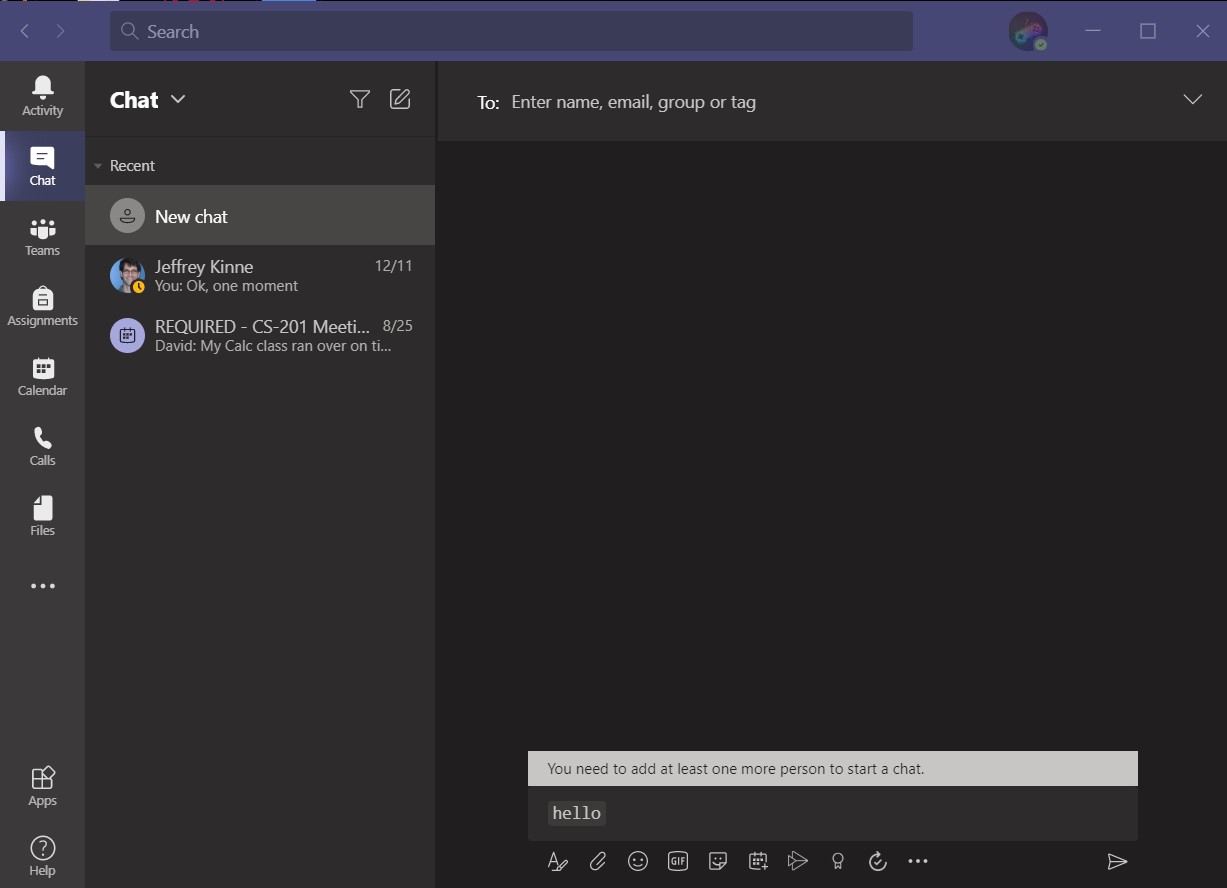 Search
Activity
Chat
Teams
Assignments
Calendar
Calls
Files
Apps
Help
Chat
Recent
New chat
Jeffrey Kinne 12/11
You: Ok, one moment
REQUIRED - CS-201 Meeti... 8/25
David: My Calc class ran over on ti...
To: Enter name, email, group or tag
You need to add at least one more person to start a chat.
hello
GIF